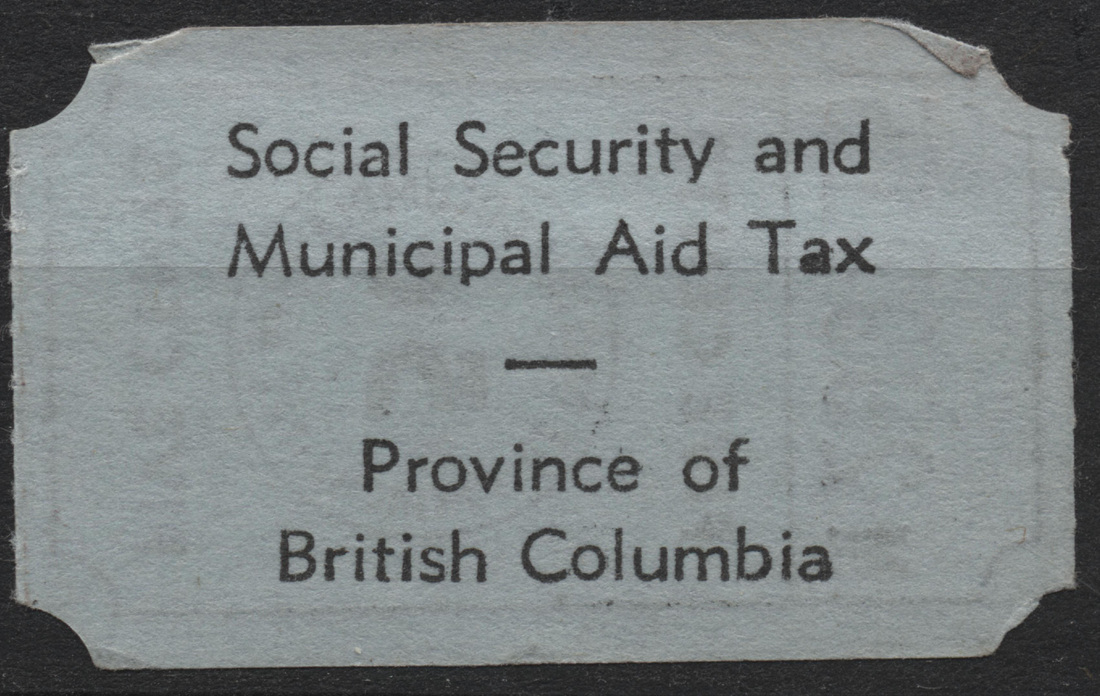 Social Security and
Municipal Aid Tax
—
Province of
British Columbia